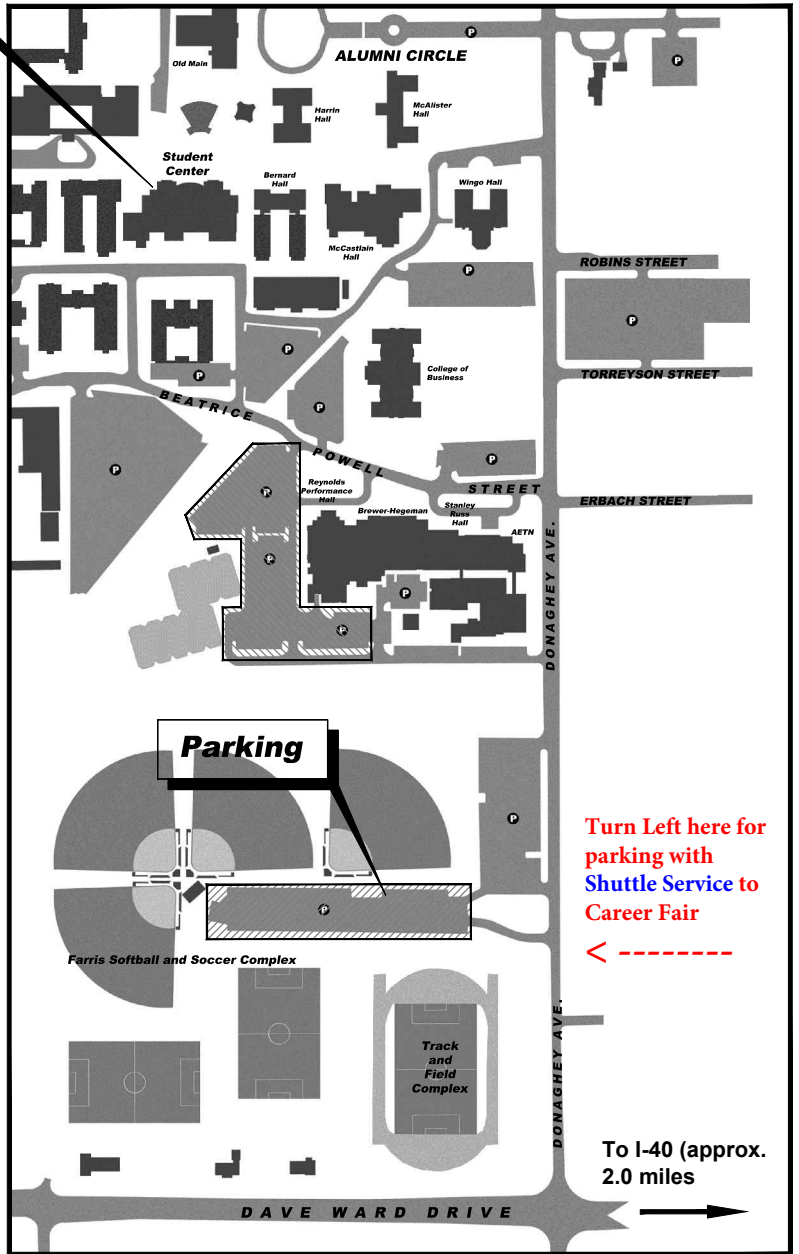 P
ALUMNI CIRCLE
Old Main
P
Harrin
Hall
McAlister
Hall
Student
Center
Bernard
Hall
Wingo Hall
McCastlain
Hall
ROBINS STREET
P
P
P
College of
Business
TORREYSON STREET
P
P
BEATRICE
POWELL
STREET
P
P
P
Reynolds
Performance
Hall
ERBACH STREET
Brewer-Hegeman
Stanley
Russ
Hall
AETN
DONAGHEY AVE.
P
P
P
Parking
P
Turn Left here for
parking with
Shuttle Service to
Career Fair
< --------
P
Farris Softball and Soccer Complex
Track
and
Field
Complex
DONAGHEY AVE.
To I-40 (approx.
2.0 miles
DAVE WARD DRIVE